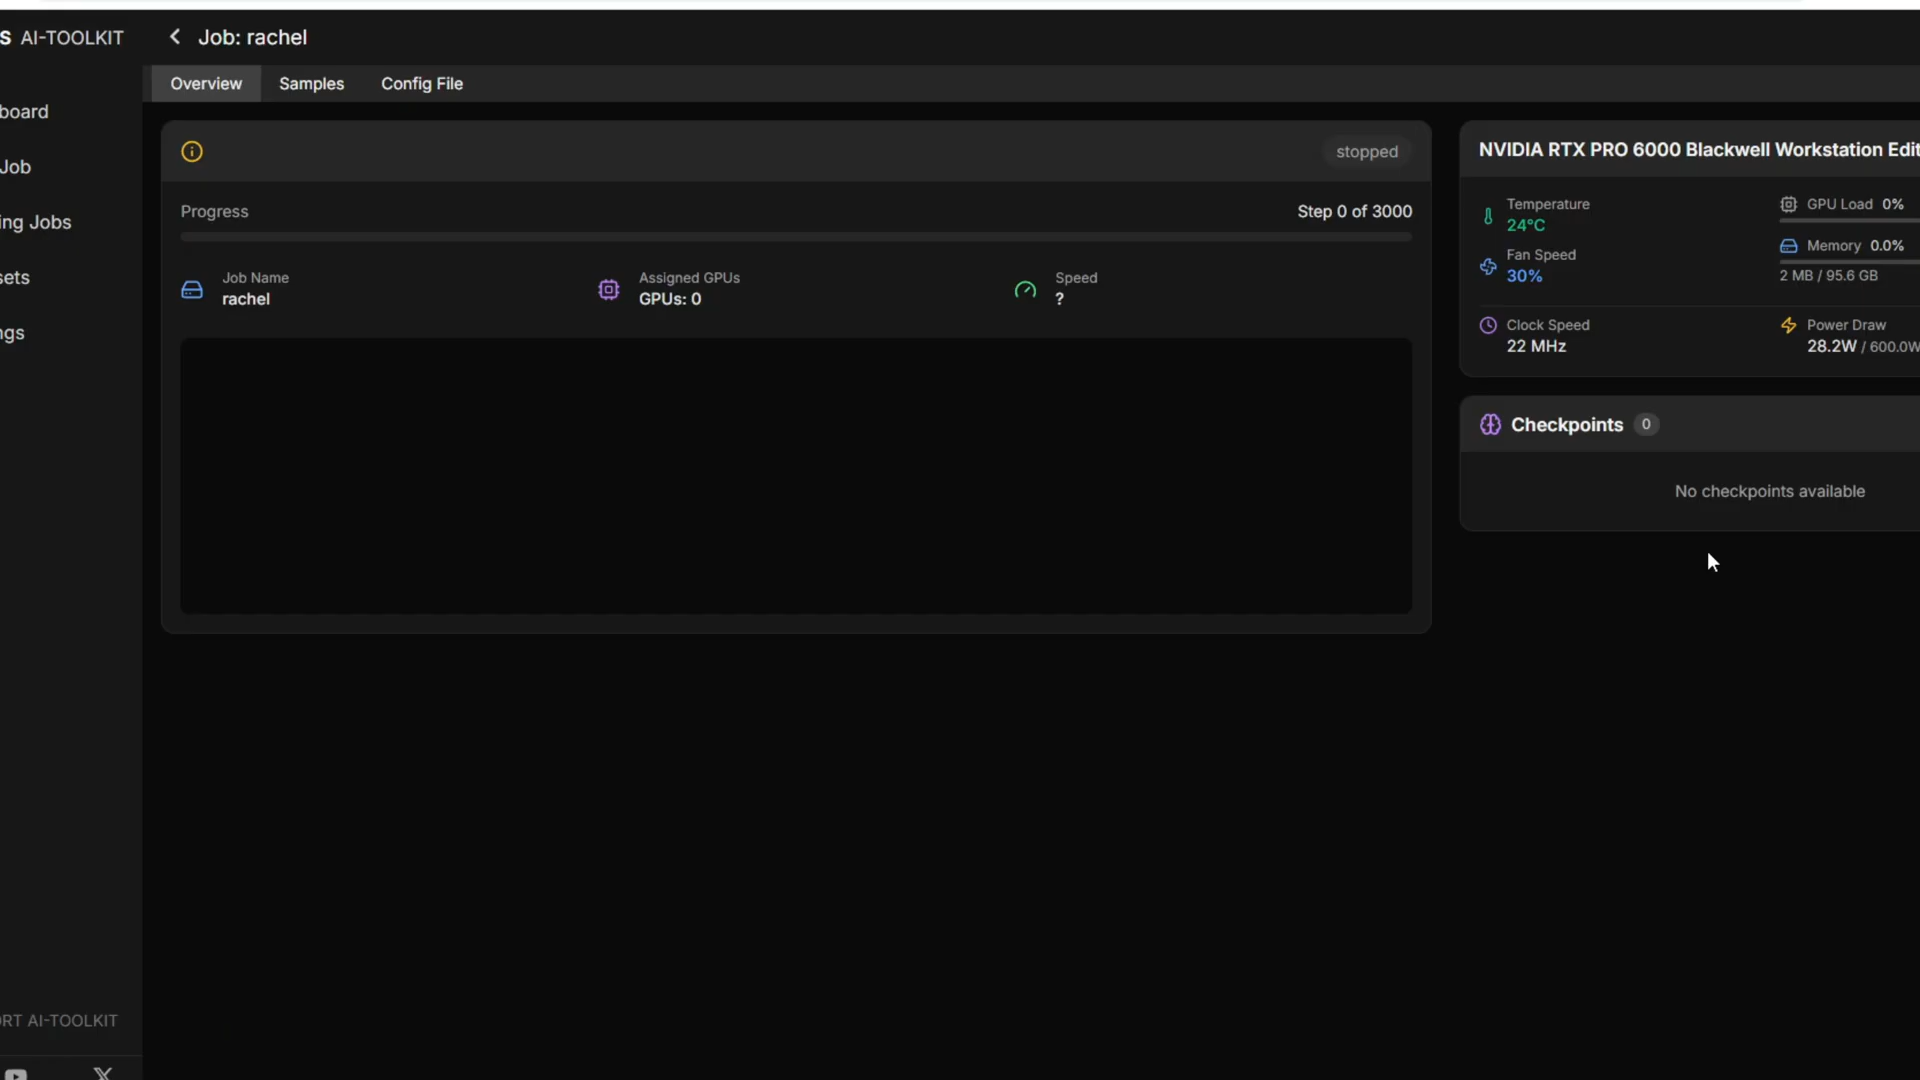 S AI-TOOLKIT
Job: rachel
Overview
Samples
Config File
board
Job
ing Jobs
sets
ngs
stopped
Progress
Step 0 of 3000
Job Name
rachel
Assigned GPUs
GPUs: 0
Speed
?
NVIDIA RTX PRO 6000 Blackwell Workstation Edit
Temperature
24°C
GPU Load 0%
Fan Speed
30%
Memory 0.0%
2 MB / 95.6 GB
Clock Speed
22 MHz
Power Draw
28.2W / 600.0W
Checkpoints 0
No checkpoints available
ORT AI-TOOLKIT